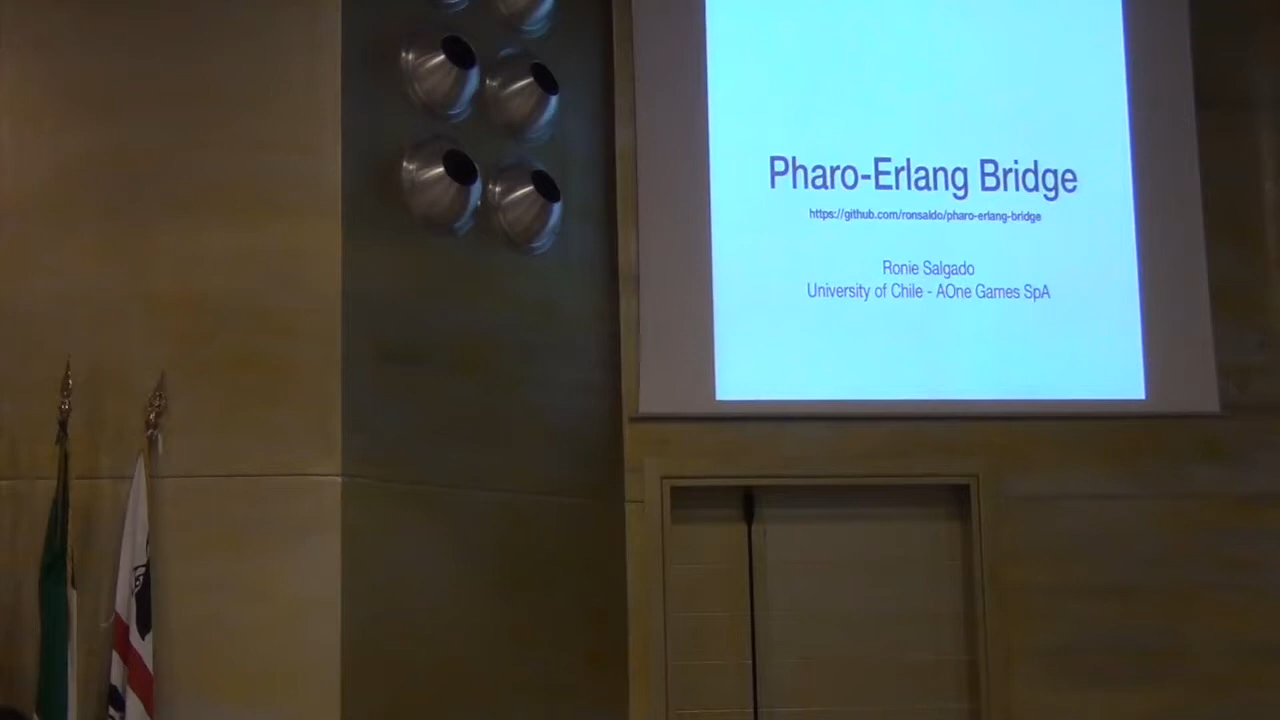 Pharo-Erlang Bridge
https://github.com/ronsaldo/pharo-erlang-bridge
Ronie Salgado
University of Chile - AOne Games SpA